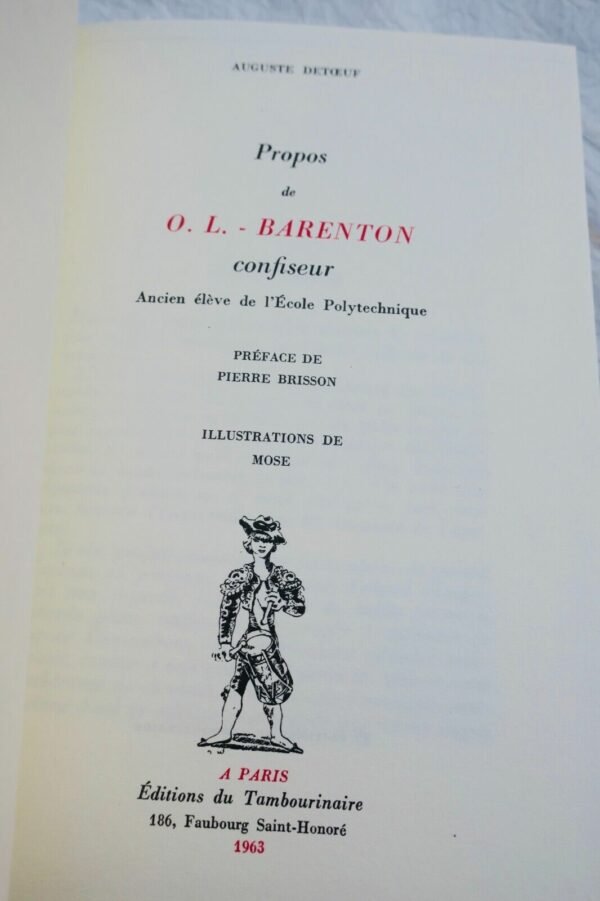 AUGUSTE DETŒUF
Propos
de
O. L. - BARENTON
confiseur
Ancien élève de l'École Polytechnique
PRÉFACE DE
PIERRE BRISSON
ILLUSTRATIONS DE
MOSE
A PARIS
Éditions du Tambourinaire
186, Faubourg Saint-Honoré
1963